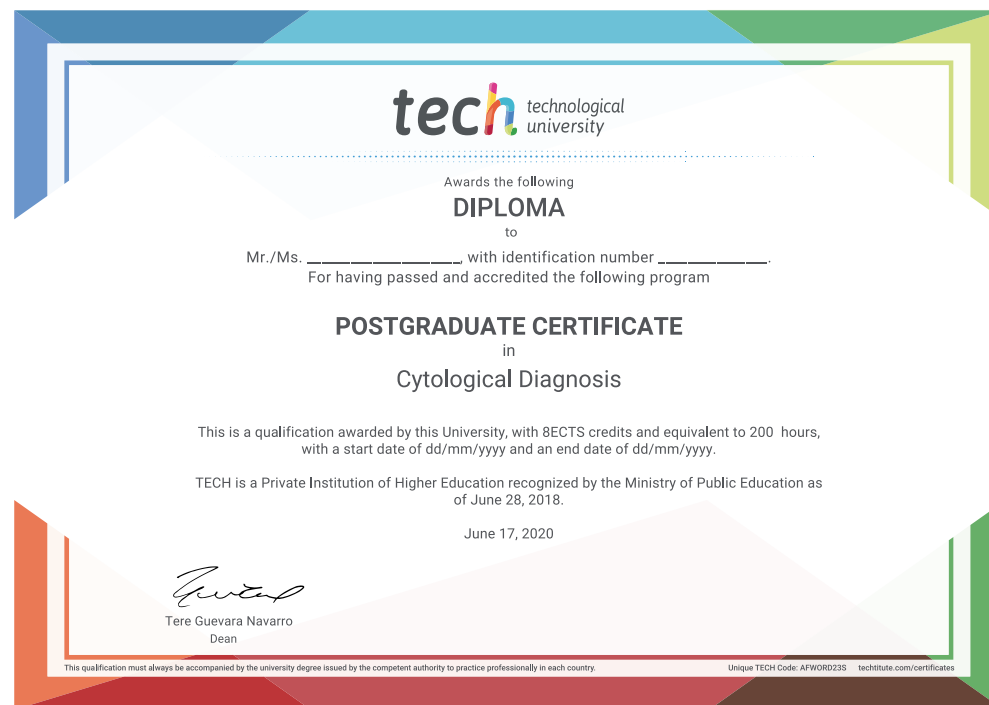 tech technological
university
Awards the following
DIPLOMA
to
Mr./Ms. ____________________, with identification number ______________.
For having passed and accredited the following program
POSTGRADUATE CERTIFICATE
in
Cytological Diagnosis
This is a qualification awarded by this University, with 8ECTS credits and equivalent to 200 hours,
with a start date of dd/mm/yyyy and an end date of dd/mm/yyyy.
TECH is a Private Institution of Higher Education recognized by the Ministry of Public Education as
of June 28, 2018.
June 17, 2020
Tere Guevara Navarro
Dean
This qualification must always be accompanied by the university degree issued by the competent authority to practice professionally in each country.
Unique TECH Code: AFWORD23S techtitute.com/certificates